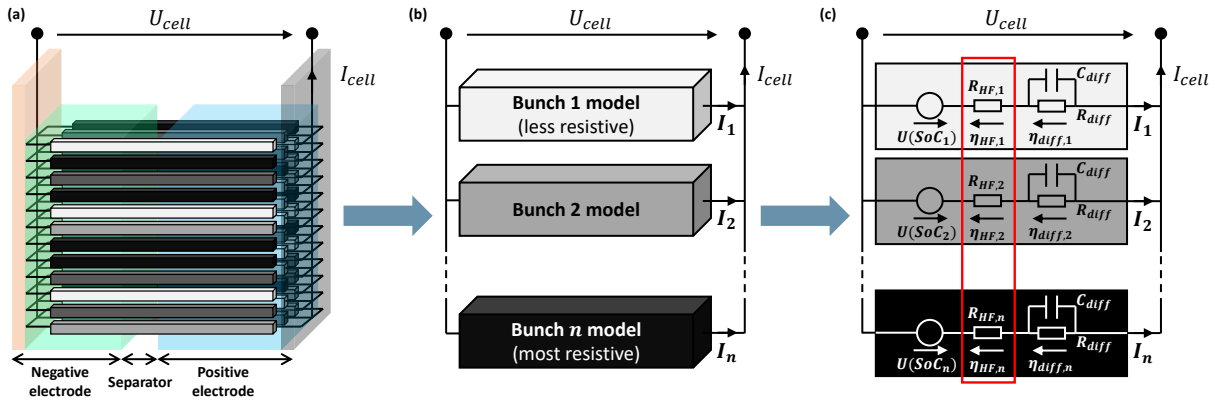 (a)
U_cell
I_cell
Negative
electrode
Separator
Positive
electrode
(b)
U_cell
I_cell
Bunch 1 model
(less resistive)
I_1
Bunch 2 model
I_2
Bunch n model
(most resistive)
I_n
(c)
U_cell
I_cell
C_diff
R_HF,1
R_diff
U(SoC_1)
η_HF,1
η_diff,1
I_1
C_diff
R_HF,2
R_diff
U(SoC_2)
η_HF,2
η_diff,2
I_2
C_diff
R_HF,n
R_diff
U(SoC_n)
η_HF,n
η_diff,n
I_n